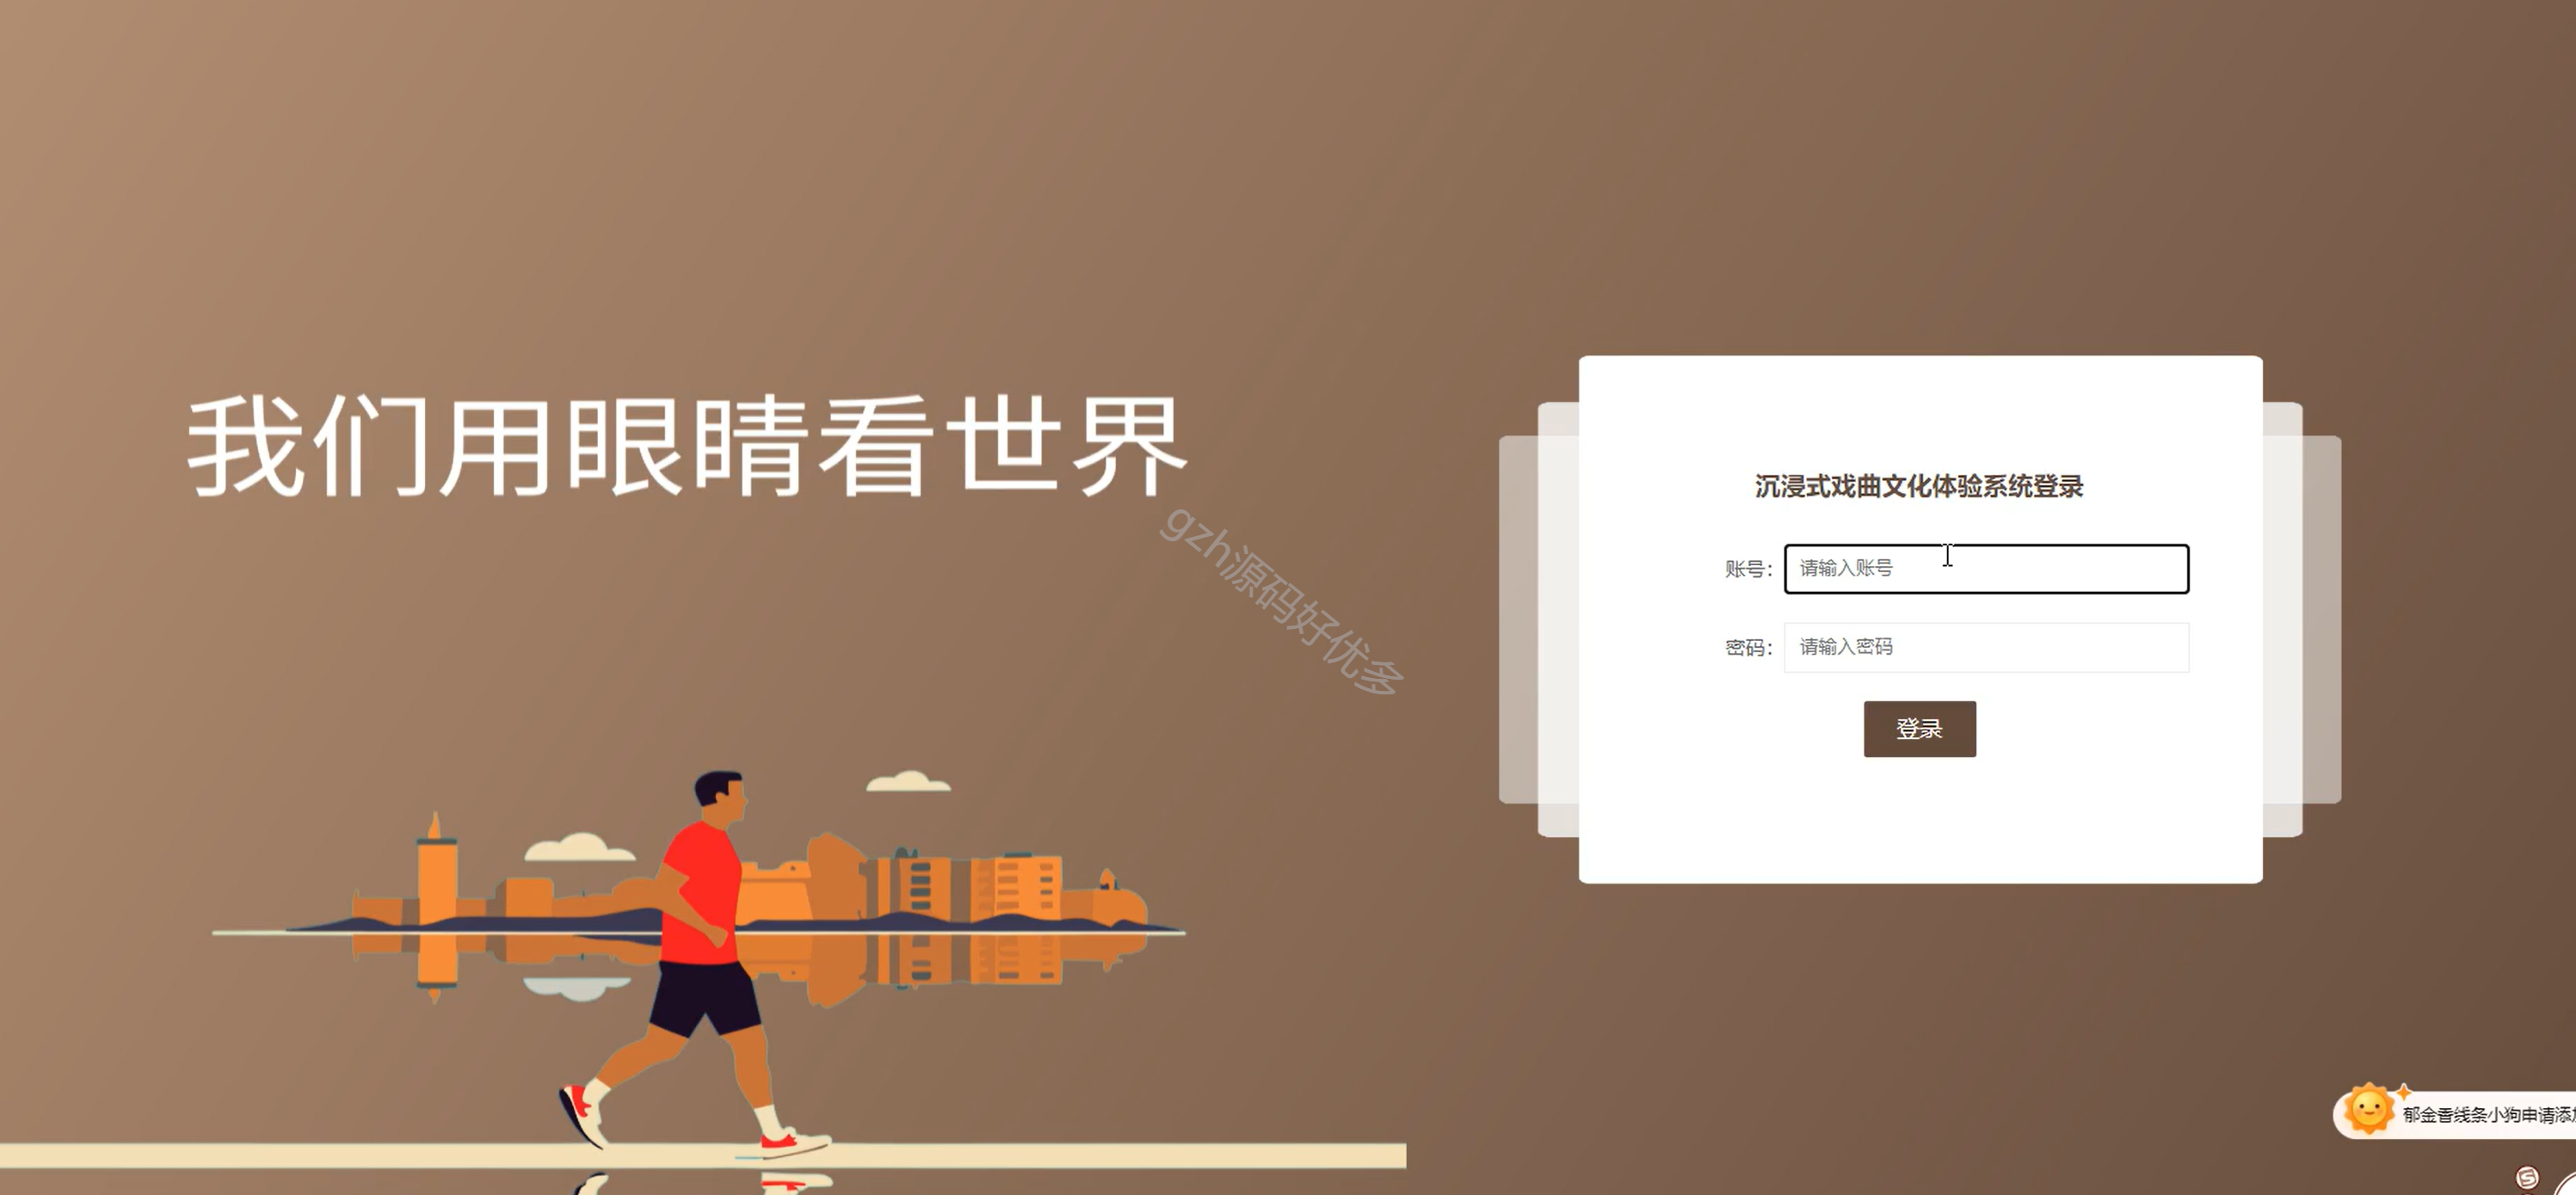 我们用眼睛看世界
gzh源码好优多
沉浸式戏曲文化体验系统登录
账号： 请输入账号
密码： 请输入密码
登录
郁金香线条小狗申请添